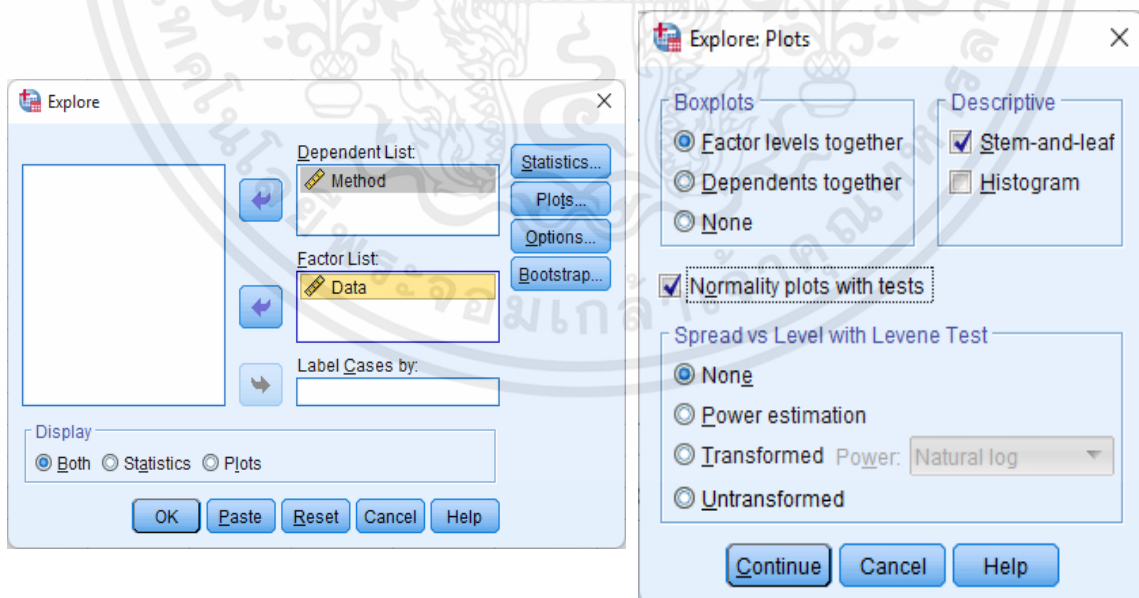 Explore
Dependent List:
Method
Factor List:
Data
Label Cases by:
Statistics...
Plots...
Options...
Bootstrap...
Display
Both Statistics Plots
OK Paste Reset Cancel Help
Explore: Plots
Boxplots
Factor levels together
Dependents together
None
Descriptive
Stem-and-leaf
Histogram
Normality plots with tests
Spread vs Level with Levene Test
None
Power estimation
Transformed Power: Natural log
Untransformed
Continue Cancel Help